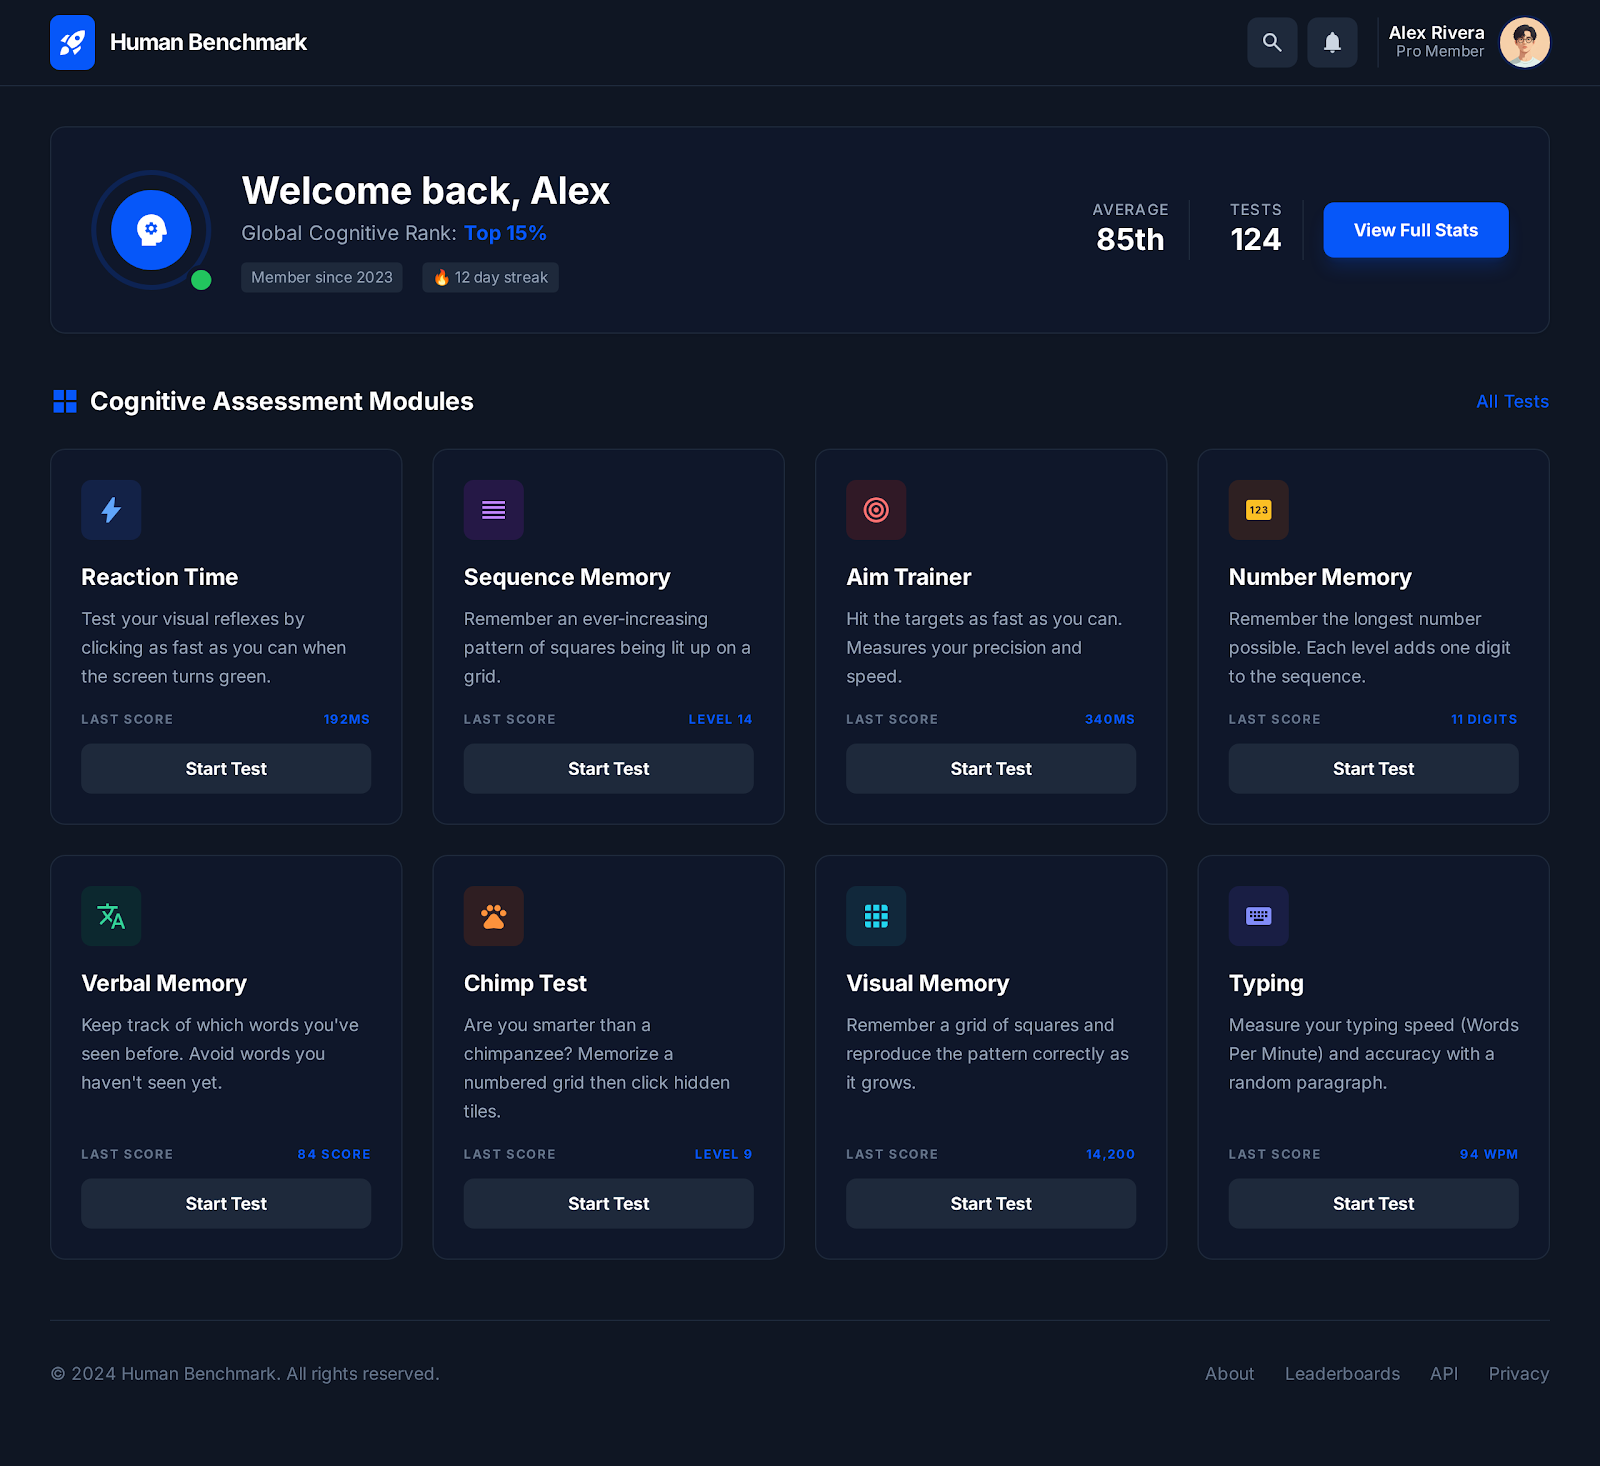 Human Benchmark
Alex Rivera
Pro Member
Welcome back, Alex
Global Cognitive Rank: Top 15%
Member since 2023
🔥 12 day streak
AVERAGE
85th
TESTS
124
View Full Stats
Cognitive Assessment Modules
All Tests
Reaction Time
Test your visual reflexes by
clicking as fast as you can when
the screen turns green.
LAST SCORE
192MS
Start Test
Sequence Memory
Remember an ever-increasing
pattern of squares being lit up on a
grid.
LAST SCORE
LEVEL 14
Start Test
Aim Trainer
Hit the targets as fast as you can.
Measures your precision and
speed.
LAST SCORE
340MS
Start Test
123
Number Memory
Remember the longest number
possible. Each level adds one digit
to the sequence.
LAST SCORE
11 DIGITS
Start Test
Verbal Memory
Keep track of which words you've
seen before. Avoid words you
haven't seen yet.
LAST SCORE
84 SCORE
Start Test
Chimp Test
Are you smarter than a
chimpanzee? Memorize a
numbered grid then click hidden
tiles.
LAST SCORE
LEVEL 9
Start Test
Visual Memory
Remember a grid of squares and
reproduce the pattern correctly as
it grows.
LAST SCORE
14,200
Start Test
Typing
Measure your typing speed (Words
Per Minute) and accuracy with a
random paragraph.
LAST SCORE
94 WPM
Start Test
© 2024 Human Benchmark. All rights reserved.
About
Leaderboards
API
Privacy